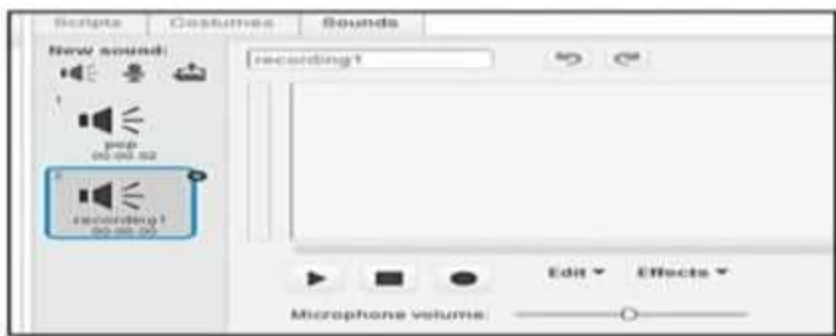 Scripts Costumes Sounds
New sound:
recording1
1
pop
00:00.02
2
recording1
00:00.00
Edit Effects
Microphone volume: